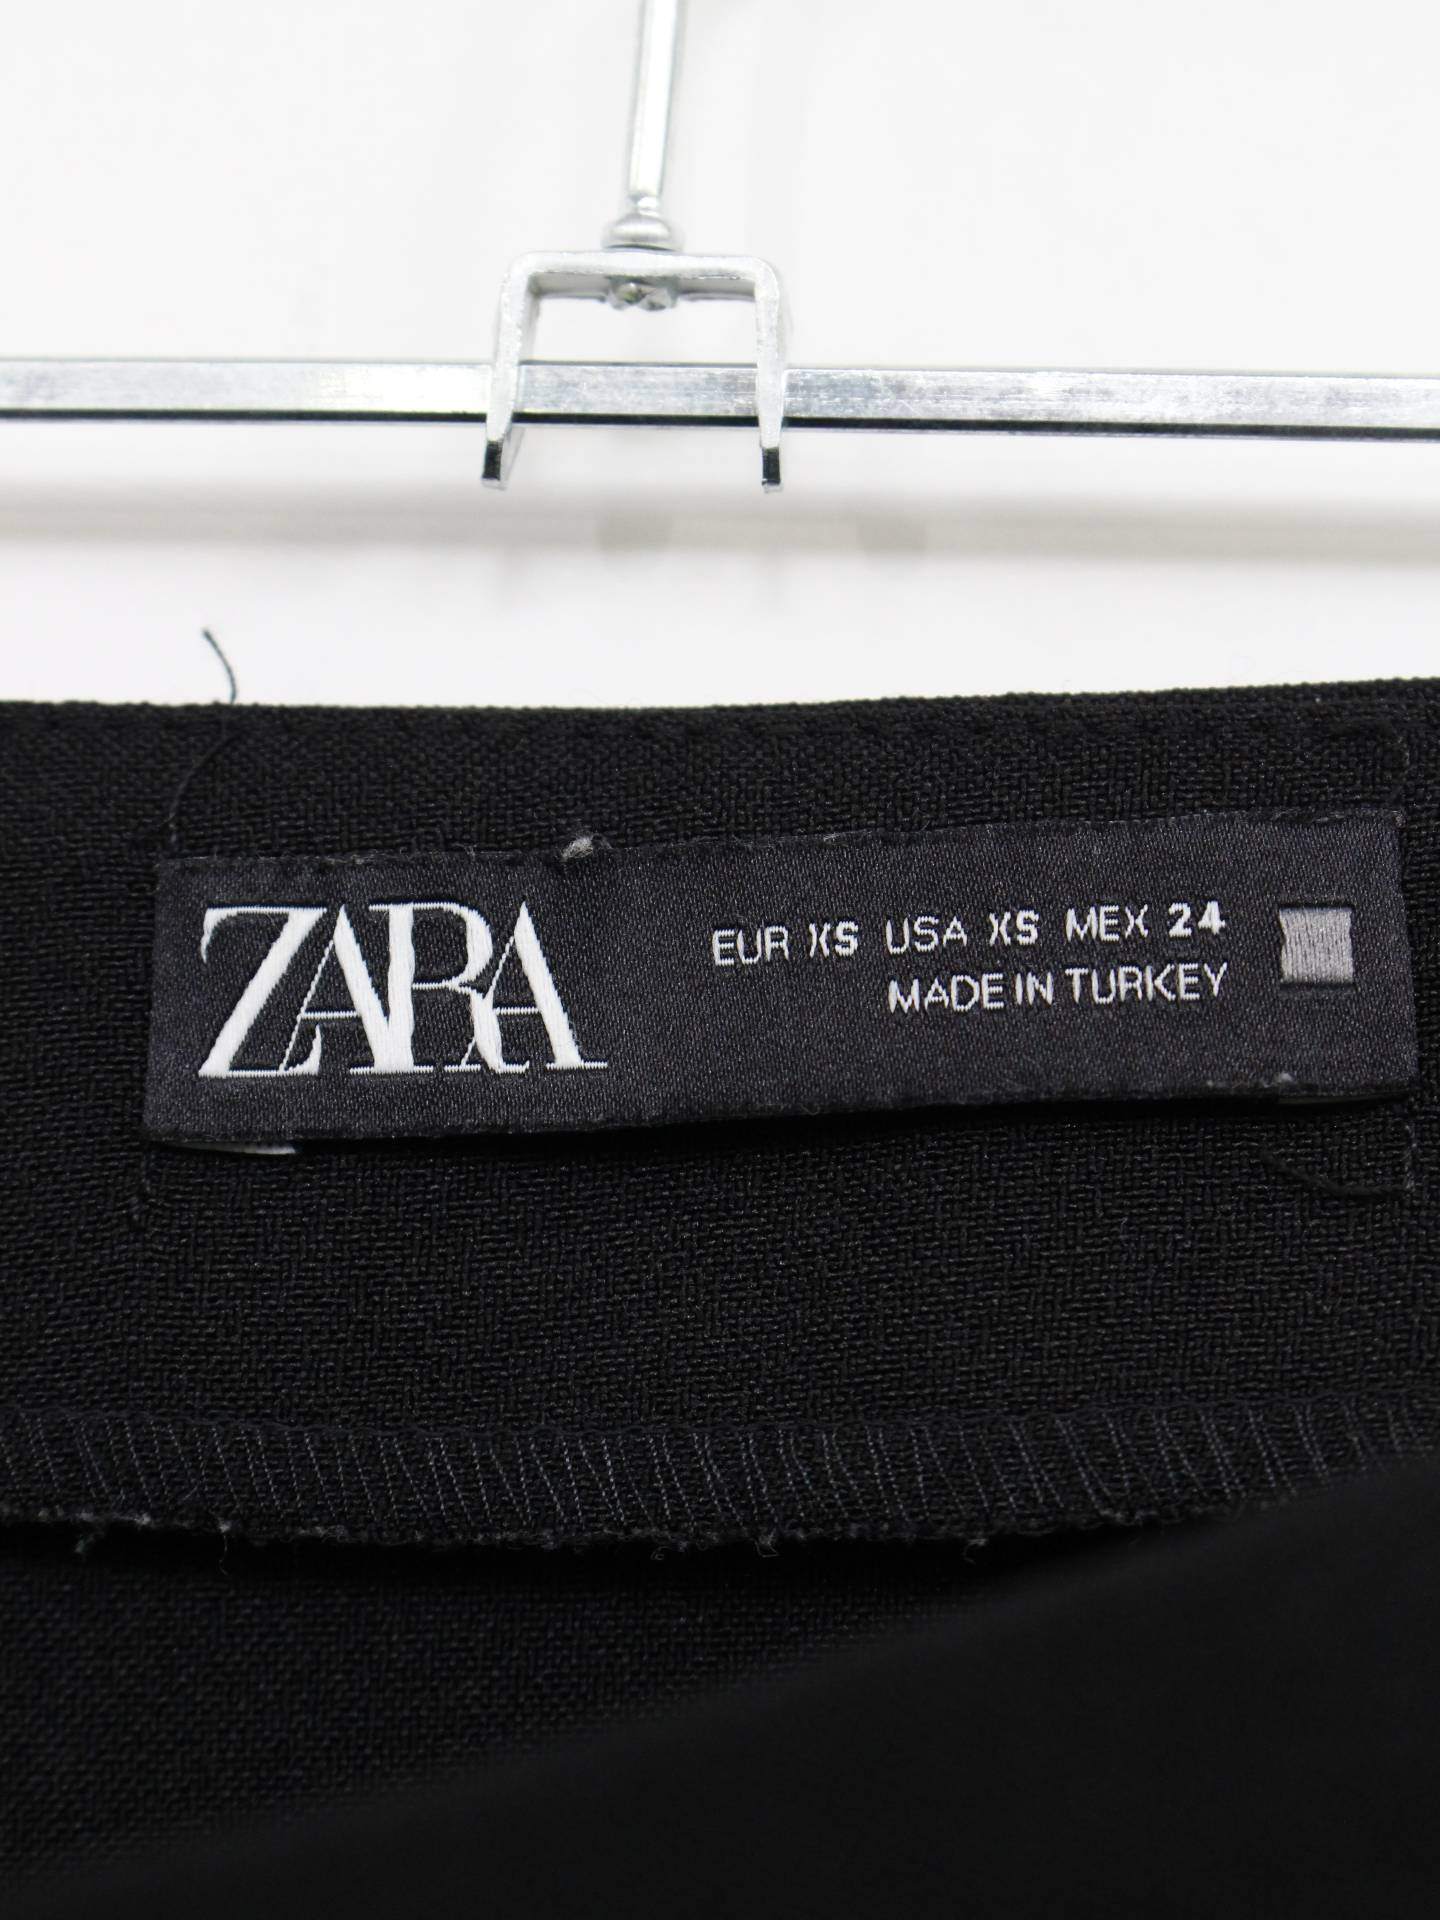 ZARA
EUR XS USA XS MEX 24
MADE IN TURKEY